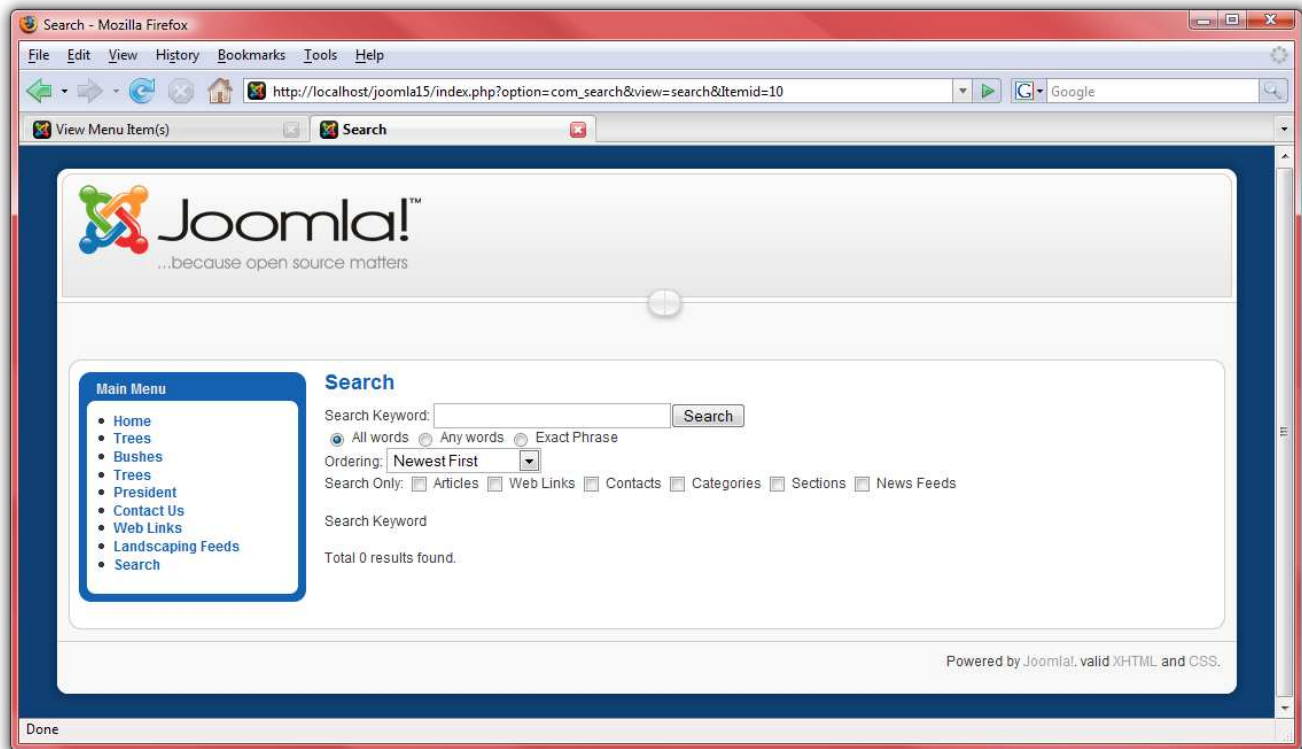 Search - Mozilla Firefox
File Edit View History Bookmarks Tools Help
http://localhost/joomla15/index.php?option=com_search&view=search&Itemid=10
G Google
View Menu Item(s) Search
Joomla!™
...because open source matters
Main Menu
Home
Trees
Bushes
Trees
President
Contact Us
Web Links
Landscaping Feeds
Search
Search
Search Keyword: Search
All words Any words Exact Phrase
Ordering: Newest First
Search Only: Articles Web Links Contacts Categories Sections News Feeds
Search Keyword
Total 0 results found.
Powered by Joomla!. valid XHTML and CSS.
Done